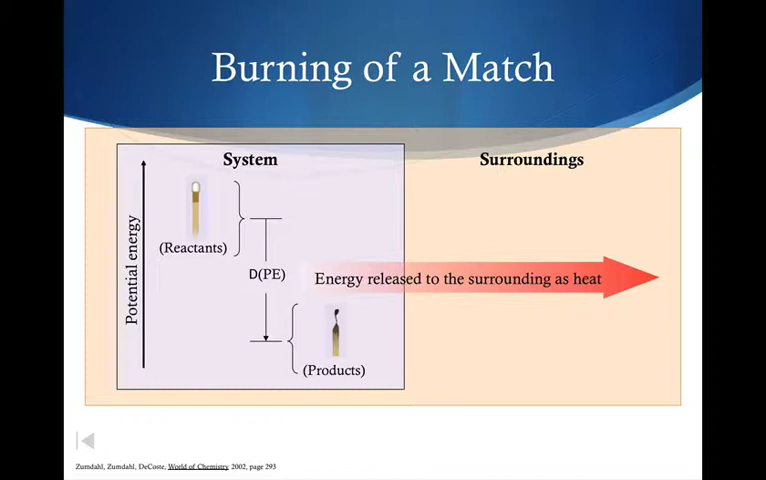 Burning of a Match
System
Surroundings
Potential energy
(Reactants)
D(PE)
Energy released to the surrounding as heat
(Products)
Zumdahl, Zumdahl, DeCoste, World of Chemistry 2002, page 293